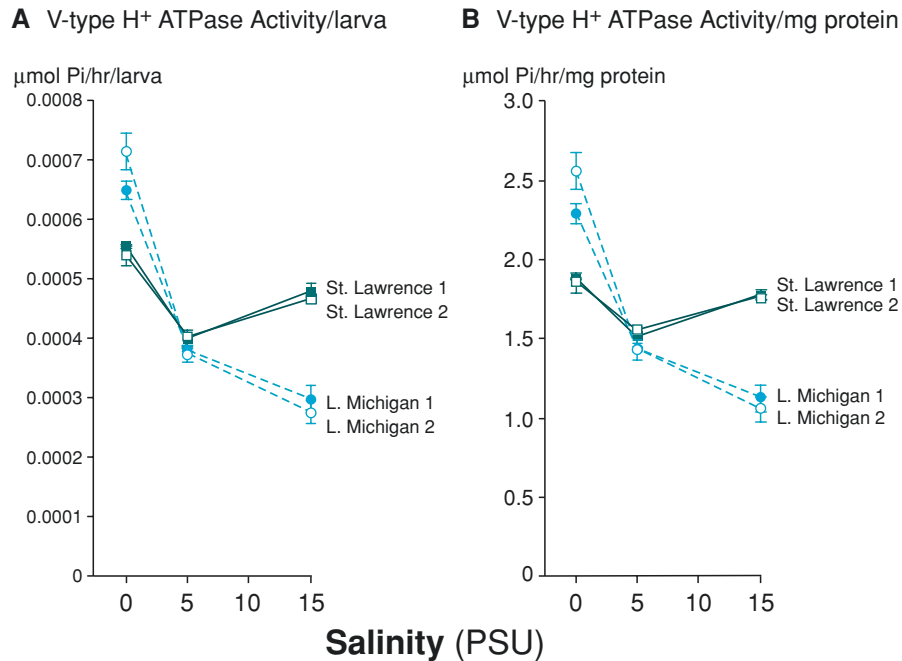 A V-type H⁺ ATPase Activity/larva
μmol Pi/hr/larva
0.0008
0.0007
0.0006
0.0005
0.0004
0.0003
0.0002
0.0001
0
St. Lawrence 1
St. Lawrence 2
L. Michigan 1
L. Michigan 2
0 5 15
B V-type H⁺ ATPase Activity/mg protein
μmol Pi/hr/mg protein
3.0
2.5
2.0
1.5
1.0
0.5
0
St. Lawrence 1
St. Lawrence 2
L. Michigan 1
L. Michigan 2
0 5 15
Salinity (PSU)